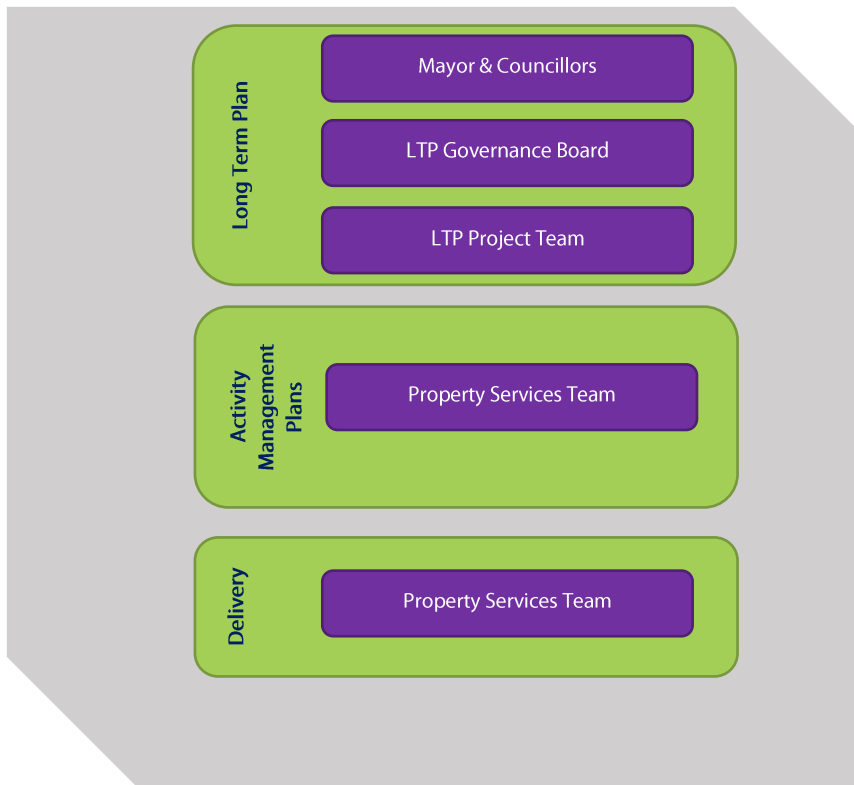 Long Term Plan
Mayor & Councillors
LTP Governance Board
LTP Project Team
Activity
Management
Plans
Property Services Team
Delivery
Property Services Team